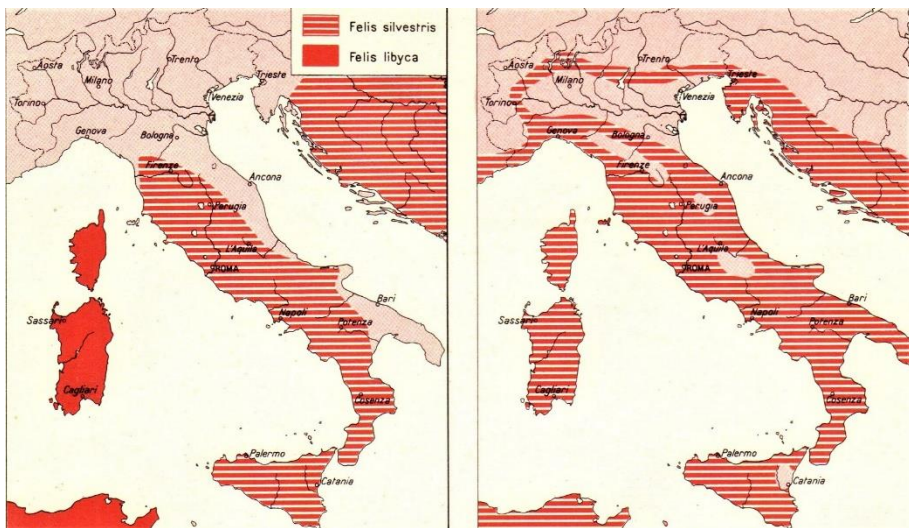 Felis silvestris
Felis libyca
Aosta
Trento
Milano
Trieste
Venezia
Torino
Genova
Bologna
Firenze
Ancona
Perugia
L'Aquila
ROMA
Bari
Sassari
Napoli
Potenza
Cagliari
Cosenza
Palermo
Catania
Aosta
Trento
Milano
Trieste
Venezia
Torino
Genova
Bologna
Firenze
Ancona
Perugia
L'Aquila
ROMA
Bari
Sassari
Napoli
Potenza
Cagliari
Cosenza
Palermo
Catania